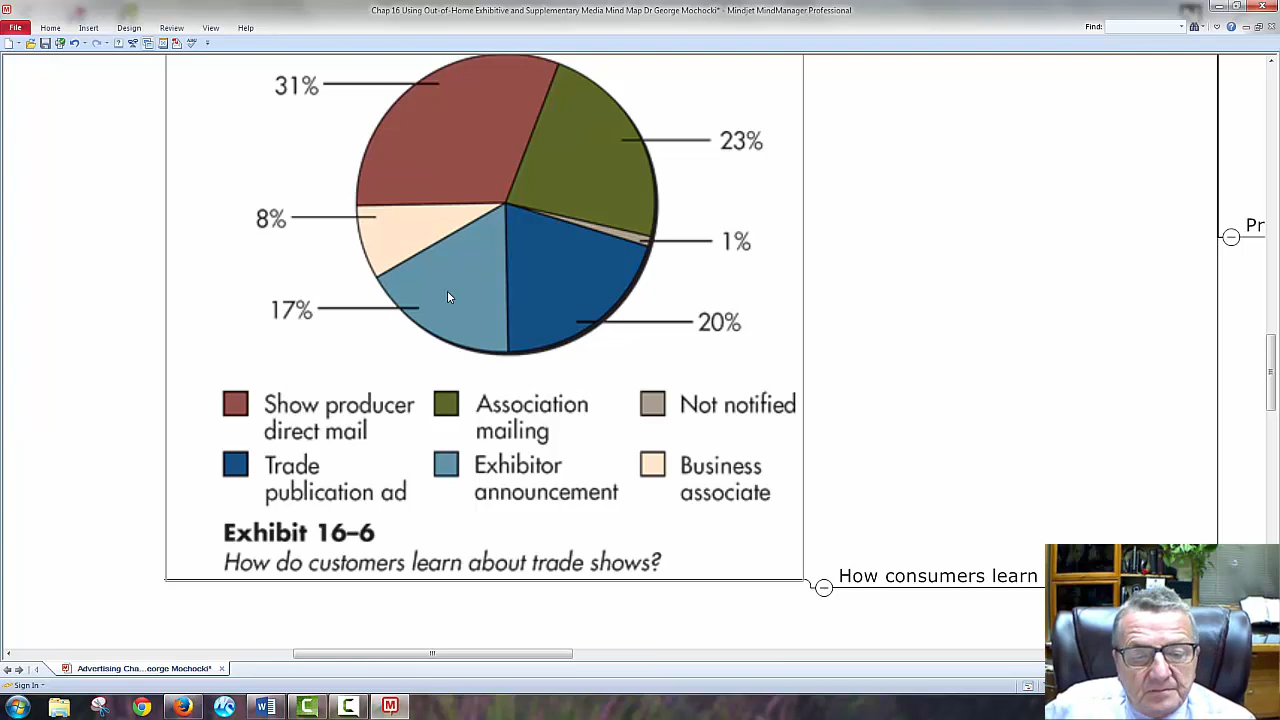 Chap 16 Using Out-of-Home Exhibitive and Supplementary Media Mind Map Dr George Mochocki* - Mindjet MindManager Professional
File Home Insert Design Review View Help
Find:
31%
23%
8%
1%
17%
20%
Pr
Show producer direct mail
Association mailing
Not notified
Trade publication ad
Exhibitor announcement
Business associate
Exhibit 16–6
How do customers learn about trade shows?
How consumers learn
Advertising Cha...eorge Mochocki*
Sign In